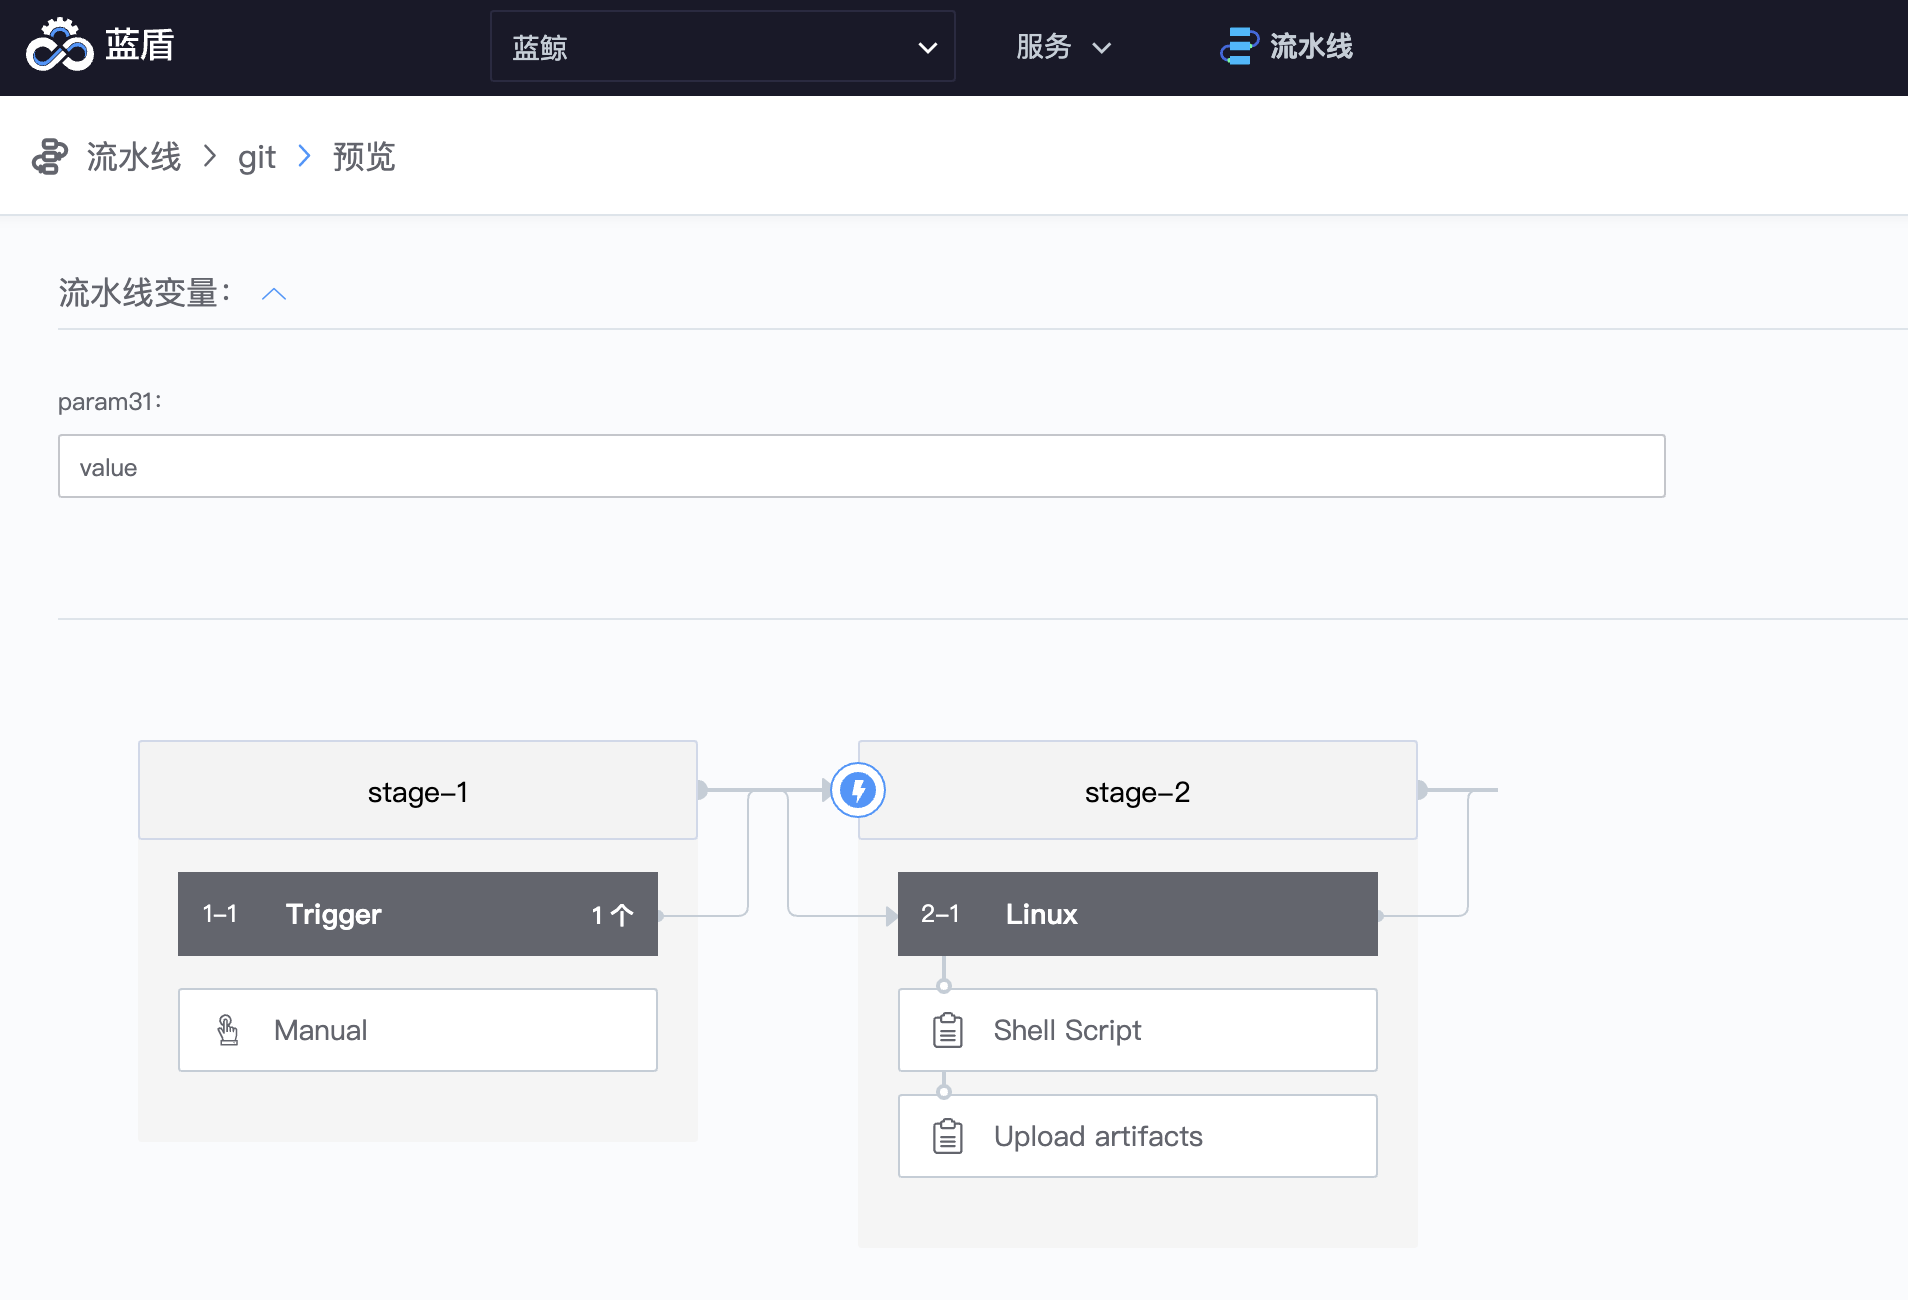 蓝盾
蓝鲸
服务
流水线
流水线 > git > 预览
流水线变量：
param31：
value
stage-1
stage-2
1-1 Trigger 1个
2-1 Linux
Manual
Shell Script
Upload artifacts